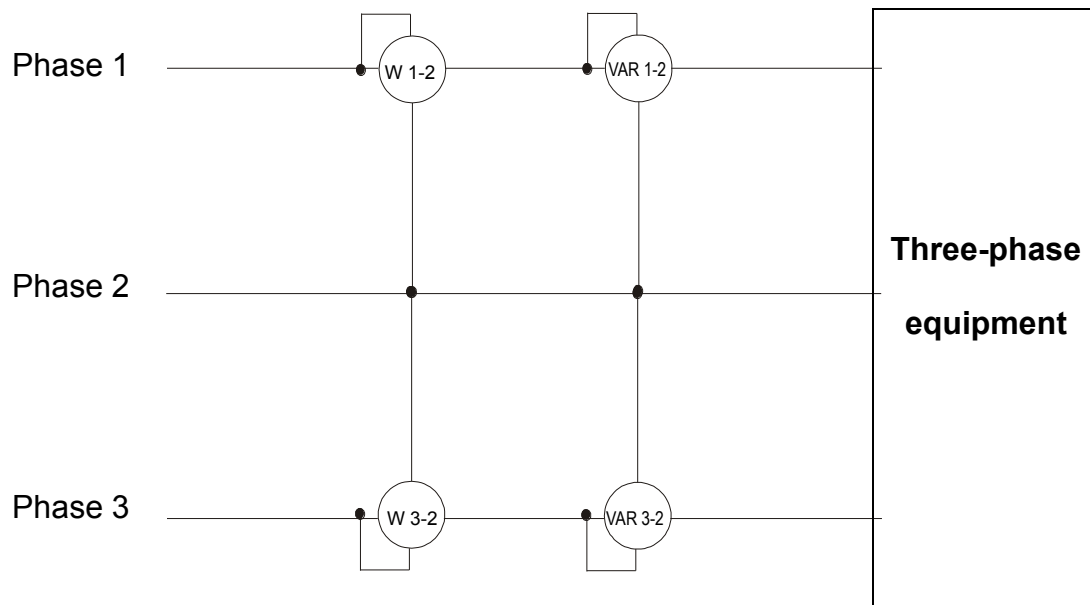 Phase 1
W 1-2
VAR 1-2
Phase 2
Three-phase
equipment
Phase 3
W 3-2
VAR 3-2